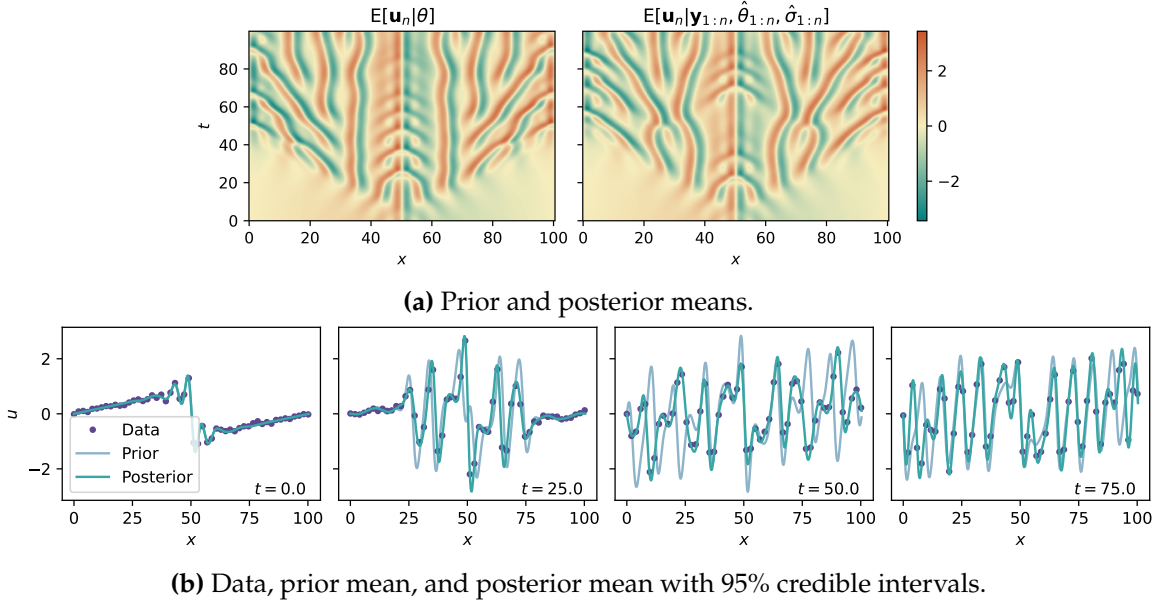 E[u_n|θ]
E[u_n|y_{1:n}, θ̂_{1:n}, σ̂_{1:n}]
80
60
40
20
0
t
0 20 40 60 80 100
x
0 20 40 60 80 100
x
2
0
−2
(a) Prior and posterior means.
2
0
−2
u
Data
Prior
Posterior
t = 0.0
t = 25.0
t = 50.0
t = 75.0
0 25 50 75 100
0 25 50 75 100
0 25 50 75 100
0 25 50 75 100
x
x
x
x
(b) Data, prior mean, and posterior mean with 95% credible intervals.